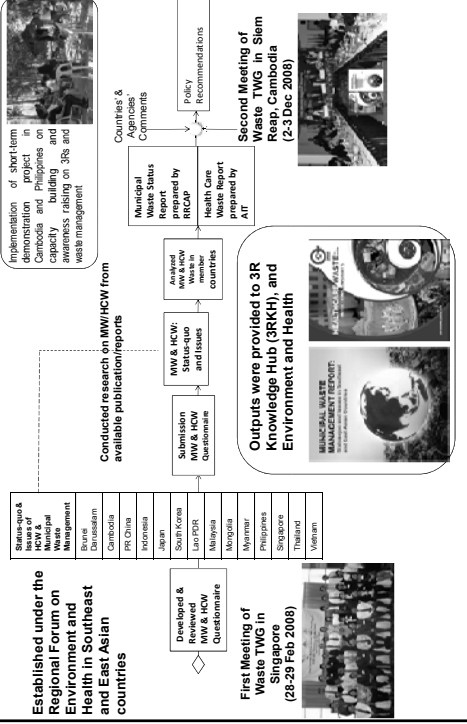 Established under the
Regional Forum on
Environment and
Health in Southeast
and East Asian
countries
Developed &
Reviewed
MW & HCW
Questionnaire
First Meeting of
Waste TWG in
Singapore
(28-29 Feb 2008)
Status-quo &
Issues of
HCW &
Municipal
Waste
Management
Brunei
Darussalam
Cambodia
PR China
Indonesia
Japan
South Korea
Lao PDR
Malaysia
Mongolia
Myanmar
Philippines
Singapore
Thailand
Vietnam
Conducted research on MW/HCW from
available publication/reports
Submission
MW & HCW
Questionnaire
MW & HCW:
Status-quo
and Issues
Analyzed
MW & HCW
Waste in
member
countries
Municipal
Waste Status
Report
prepared by
RRCAP
Health Care
Waste Report
prepared by
AIT
Countries' &
Agencies'
Comments
Policy
Recommendations
Implementation of short-term
demonstration project in
Cambodia and Philippines on
capacity building and
awareness raising on 3Rs and
waste management
Outputs were provided to 3R
Knowledge Hub (3RKH), and
Environment and Health
MUNICIPAL WASTE
MANAGEMENT REPORT:
Second Meeting of
Waste TWG in Siem
Reap, Cambodia
(2-3 Dec 2008)